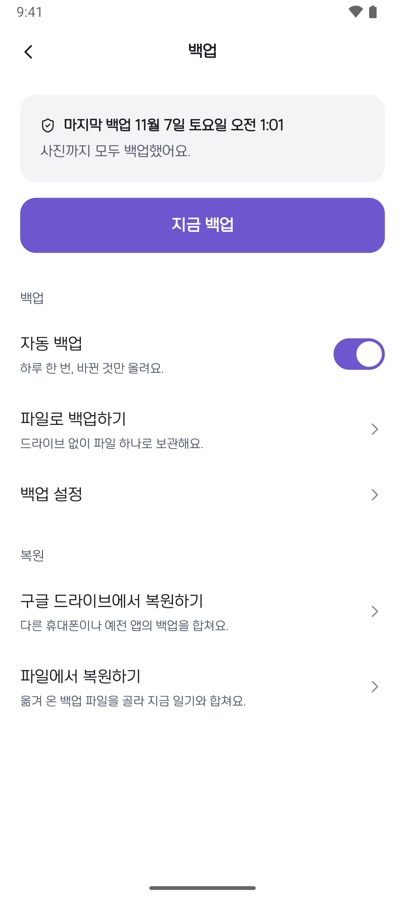 9:41
백업
마지막 백업 11월 7일 토요일 오전 1:01
사진까지 모두 백업했어요.
지금 백업
백업
자동 백업
하루 한 번, 바뀐 것만 올려요.
파일로 백업하기
드라이브 없이 파일 하나로 보관해요.
백업 설정
복원
구글 드라이브에서 복원하기
다른 휴대폰이나 예전 앱의 백업을 합쳐요.
파일에서 복원하기
옮겨 온 백업 파일을 골라 지금 일기와 합쳐요.